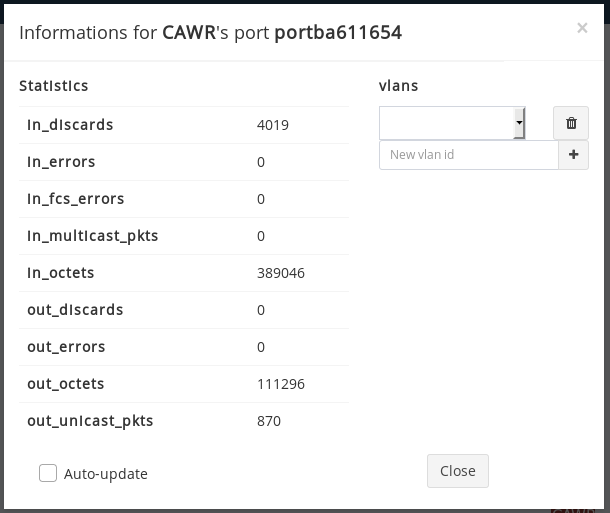 Informations for CAWR's port portba611654 ×
Statistics
in_discards 4019
in_errors 0
in_fcs_errors 0
in_multicast_pkts 0
in_octets 389046
out_discards 0
out_errors 0
out_octets 111296
out_unicast_pkts 870
vlans
New vlan id +
Auto-update
Close